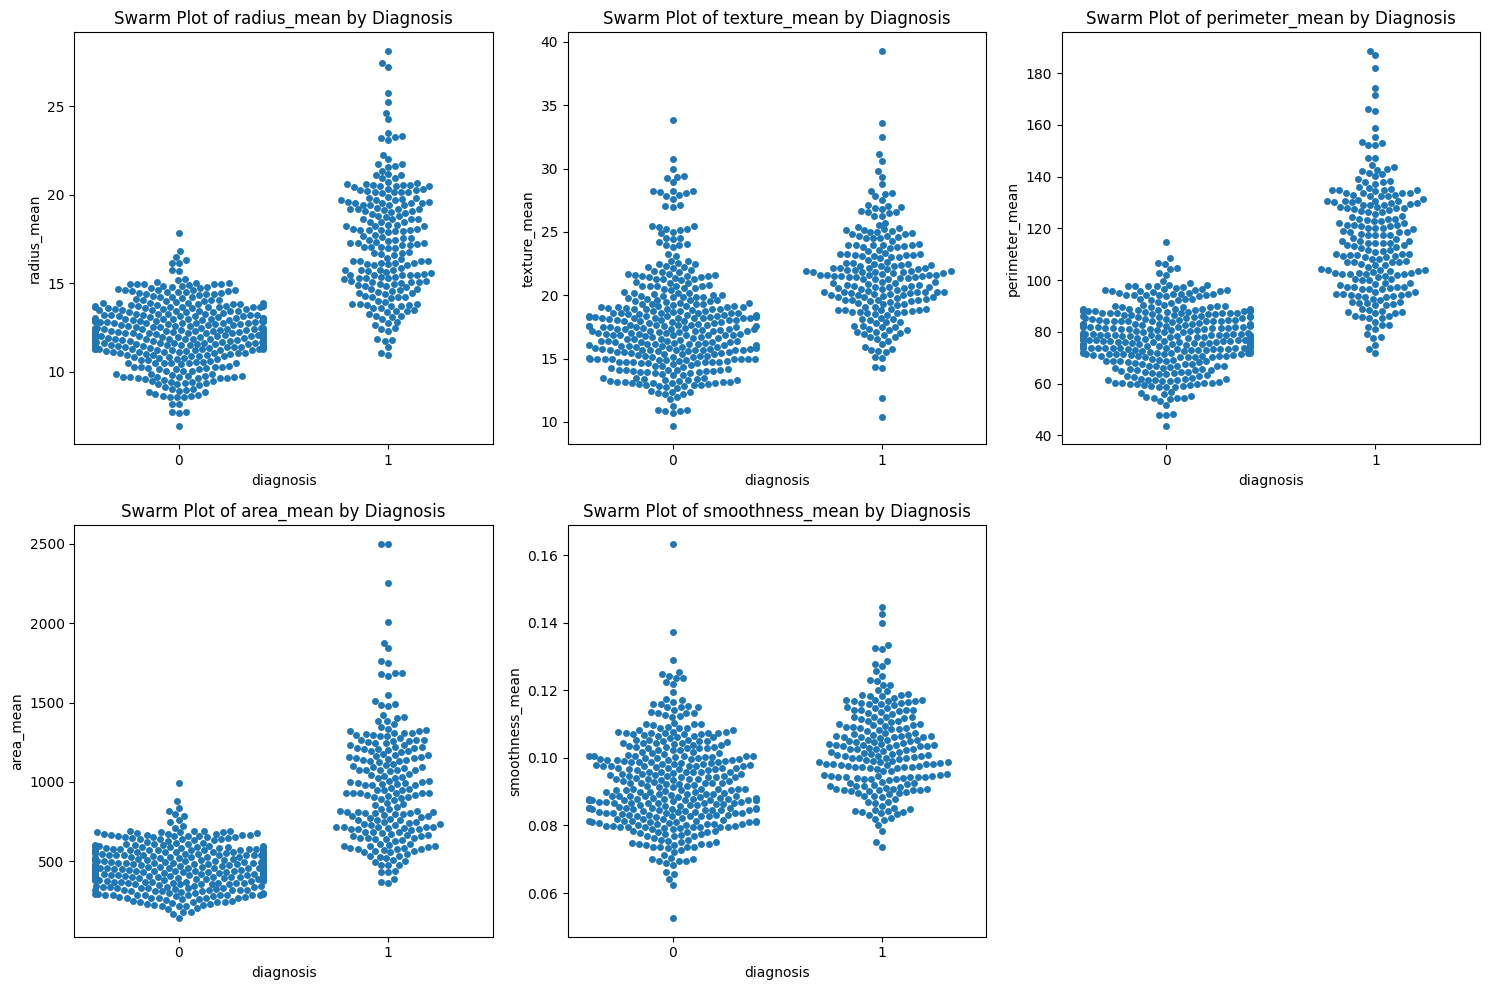 Swarm Plot of radius_mean by Diagnosis
radius_mean
25
20
15
10
0 1
diagnosis
Swarm Plot of texture_mean by Diagnosis
texture_mean
40
35
30
25
20
15
10
0 1
diagnosis
Swarm Plot of perimeter_mean by Diagnosis
perimeter_mean
180
160
140
120
100
80
60
40
0 1
diagnosis
Swarm Plot of area_mean by Diagnosis
area_mean
2500
2000
1500
1000
500
0 1
diagnosis
Swarm Plot of smoothness_mean by Diagnosis
smoothness_mean
0.16
0.14
0.12
0.10
0.08
0.06
0 1
diagnosis